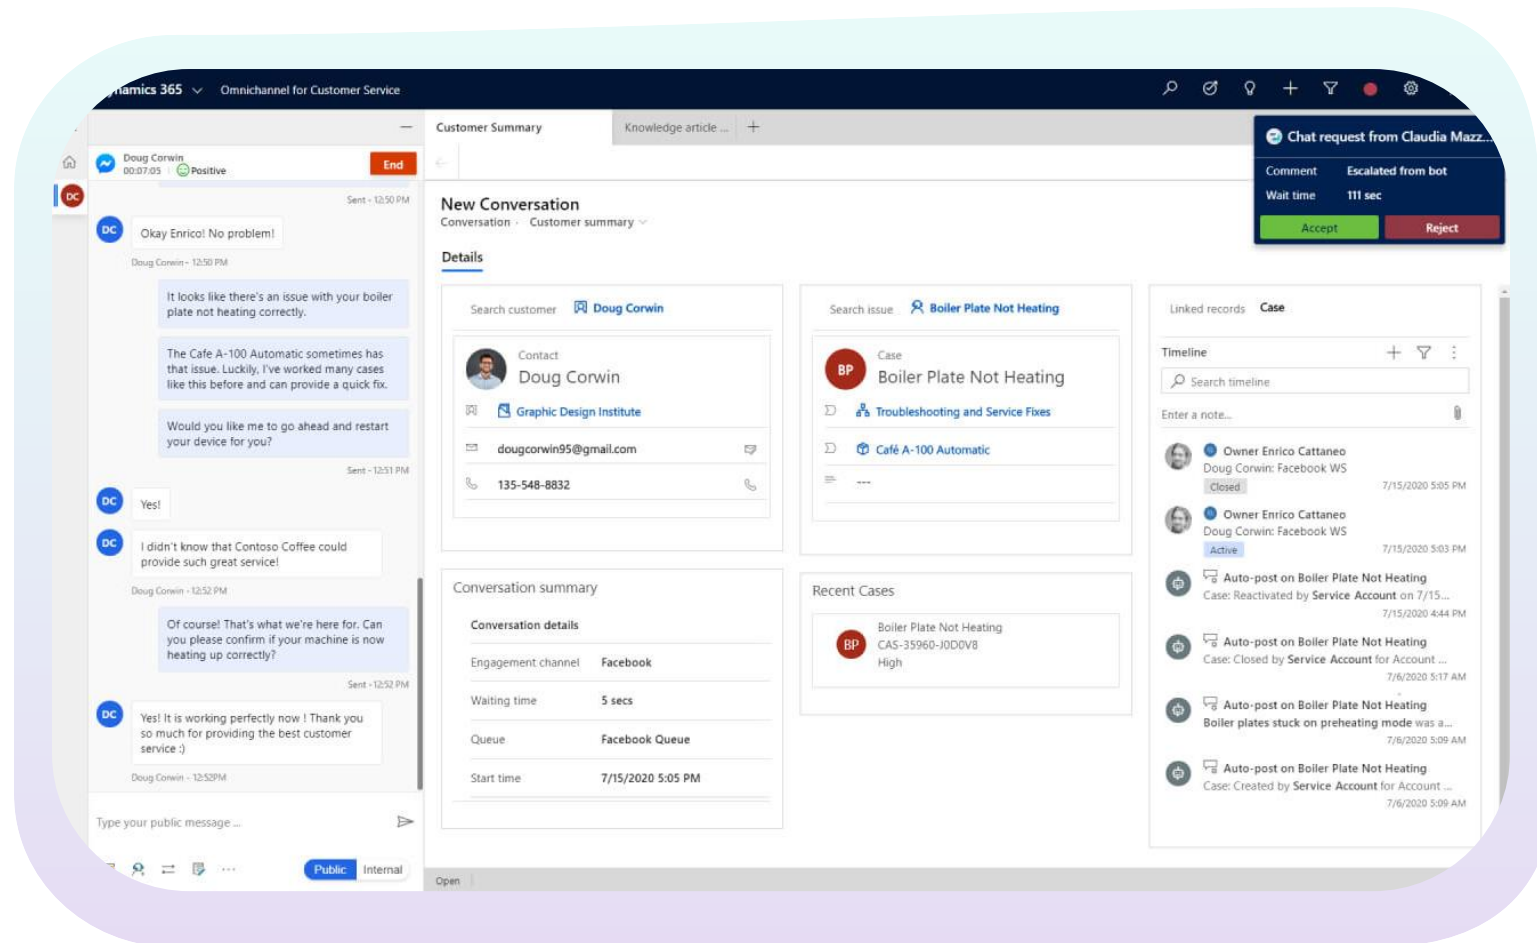 namics 365
Omnichannel for Customer Service
Doug Corwin
00:07:05
Positive
End
DC
Sent - 12:50 PM
DC
Okay Enrico! No problem!
Doug Corwin - 12:50 PM
It looks like there's an issue with your boiler
plate not heating correctly.
The Cafe A-100 Automatic sometimes has
that issue. Luckily, I've worked many cases
like this before and can provide a quick fix.
Would you like me to go ahead and restart
your device for you?
Sent - 12:51 PM
DC
Yes!
DC
I didn't know that Contoso Coffee could
provide such great service!
Doug Corwin - 12:52 PM
Of course! That's what we're here for. Can
you please confirm if your machine is now
heating up correctly?
Sent - 12:52 PM
DC
Yes! It is working perfectly now ! Thank you
so much for providing the best customer
service :)
Doug Corwin - 12:52PM
Type your public message ...
Public
Internal
Customer Summary
Knowledge article ...
New Conversation
Conversation · Customer summary
Details
Search customer
Doug Corwin
Contact
Doug Corwin
Graphic Design Institute
dougcorwin95@gmail.com
135-548-8832
Conversation summary
Conversation details
Engagement channel
Facebook
Waiting time
5 secs
Queue
Facebook Queue
Start time
7/15/2020 5:05 PM
Open
Search issue
Boiler Plate Not Heating
BP
Case
Boiler Plate Not Heating
Troubleshooting and Service Fixes
Café A-100 Automatic
---
Recent Cases
BP
Boiler Plate Not Heating
CAS-35960-J0D0V8
High
Chat request from Claudia Mazz...
Comment
Escalated from bot
Wait time
111 sec
Accept
Reject
Linked records
Case
Timeline
Search timeline
Enter a note...
Owner Enrico Cattaneo
Doug Corwin: Facebook WS
Closed
7/15/2020 5:05 PM
Owner Enrico Cattaneo
Doug Corwin: Facebook WS
Active
7/15/2020 5:03 PM
Auto-post on Boiler Plate Not Heating
Case: Reactivated by Service Account on 7/15...
7/15/2020 4:44 PM
Auto-post on Boiler Plate Not Heating
Case: Closed by Service Account for Account ...
7/6/2020 5:17 AM
Auto-post on Boiler Plate Not Heating
Boiler plates stuck on preheating mode was a...
7/6/2020 5:09 AM
Auto-post on Boiler Plate Not Heating
Case: Created by Service Account for Account ...
7/6/2020 5:09 AM